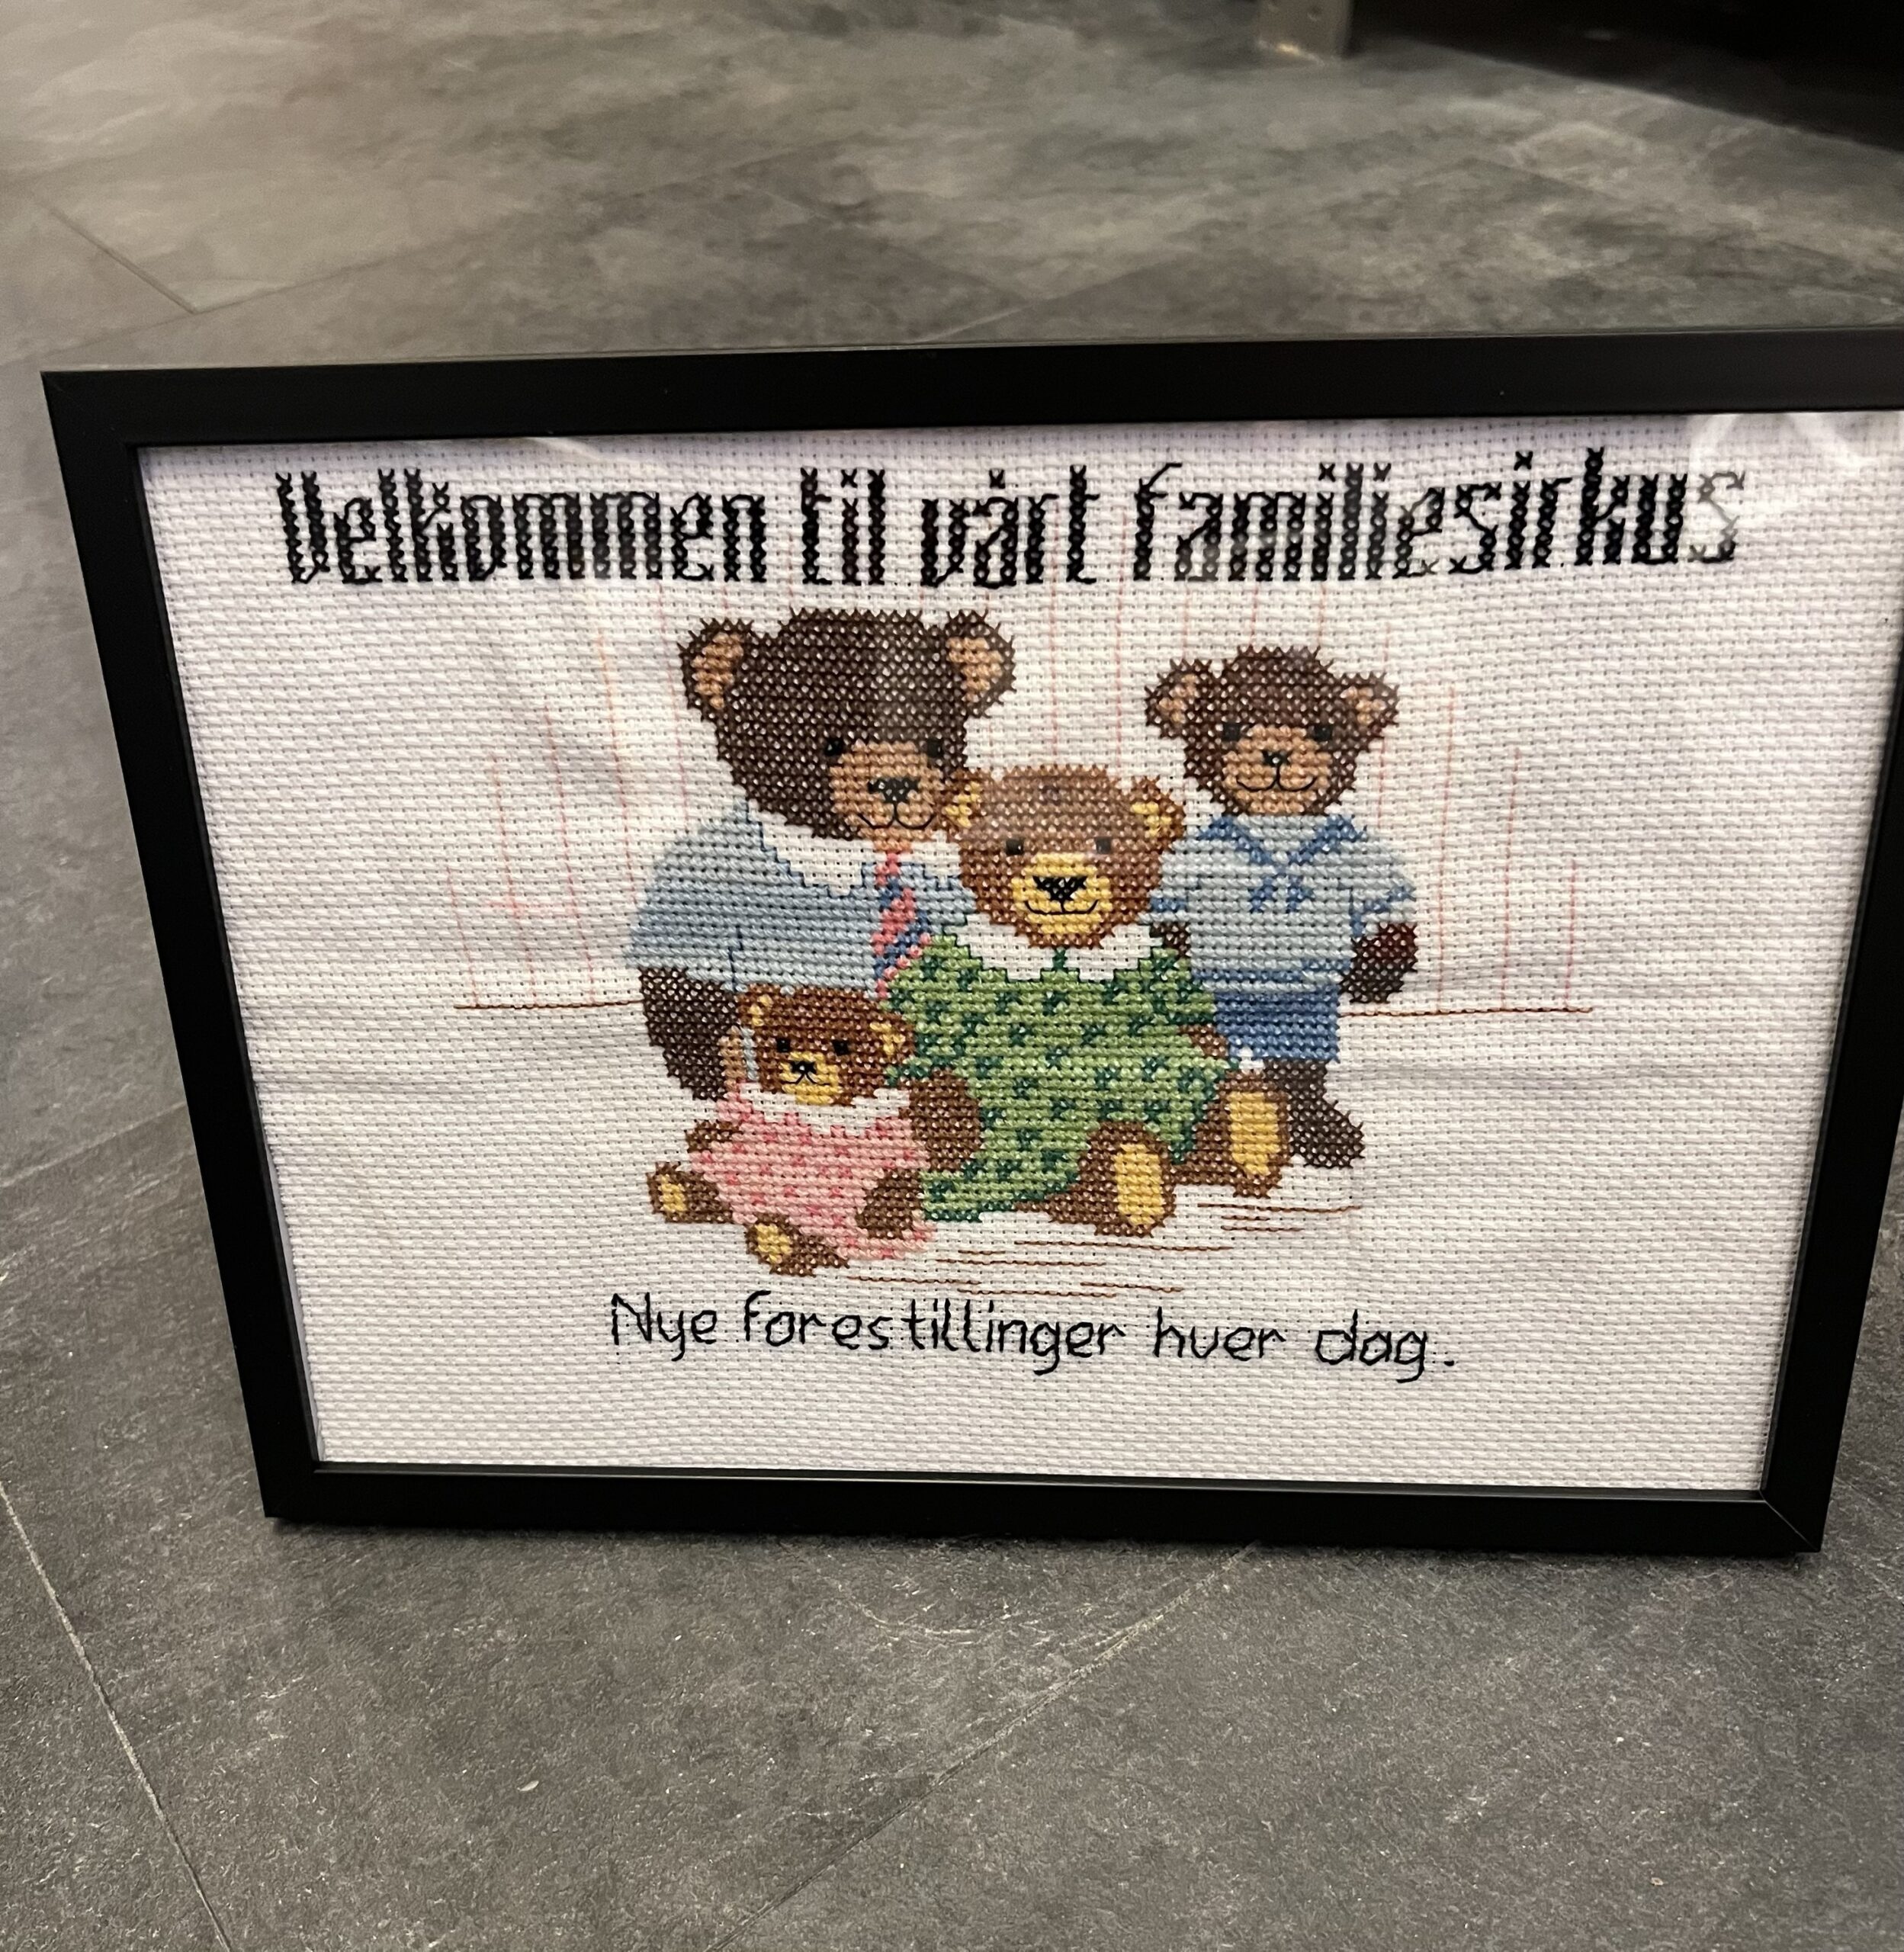 Velkommen til vårt familiesirkus
Nye forestillinger hver dag.